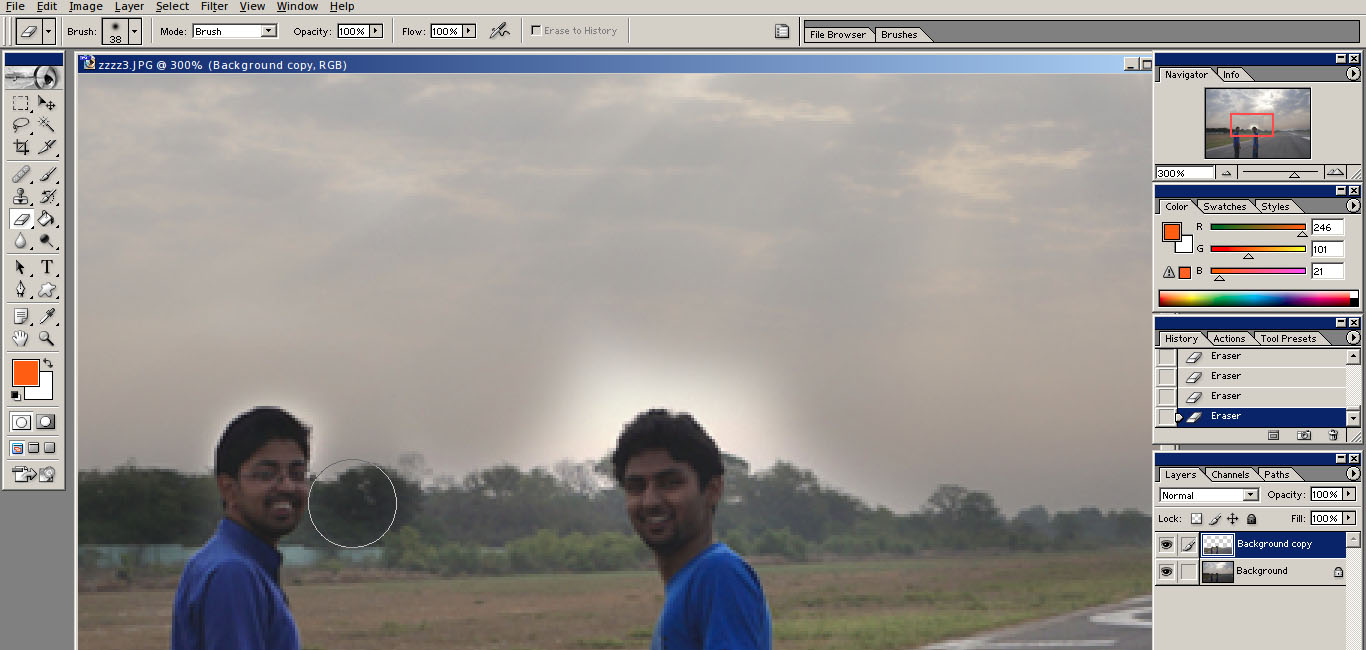 File Edit Image Layer Select Filter View Window Help
Brush: 38 Mode: Brush Opacity: 100% Flow: 100% Erase to History File Browser Brushes
zzzz3.JPG @ 300% (Background copy, RGB)
Navigator Info
300%
Color Swatches Styles
R 246
G 101
B 21
History Actions Tool Presets
Eraser
Eraser
Eraser
Eraser
Layers Channels Paths
Normal Opacity: 100%
Lock: Fill: 100%
Background copy
Background
T